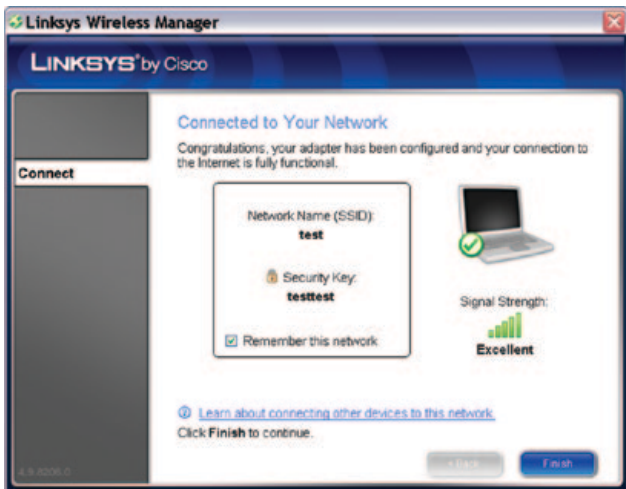 Linksys Wireless Manager
LINKSYS® by Cisco
Connected to Your Network
Congratulations, your adapter has been configured and your connection to
the Internet is fully functional.
Connect
Network Name (SSID):
test
Security Key:
testtest
Remember this network
Signal Strength:
Excellent
Learn about connecting other devices to this network.
Click Finish to continue.
Back
Finish